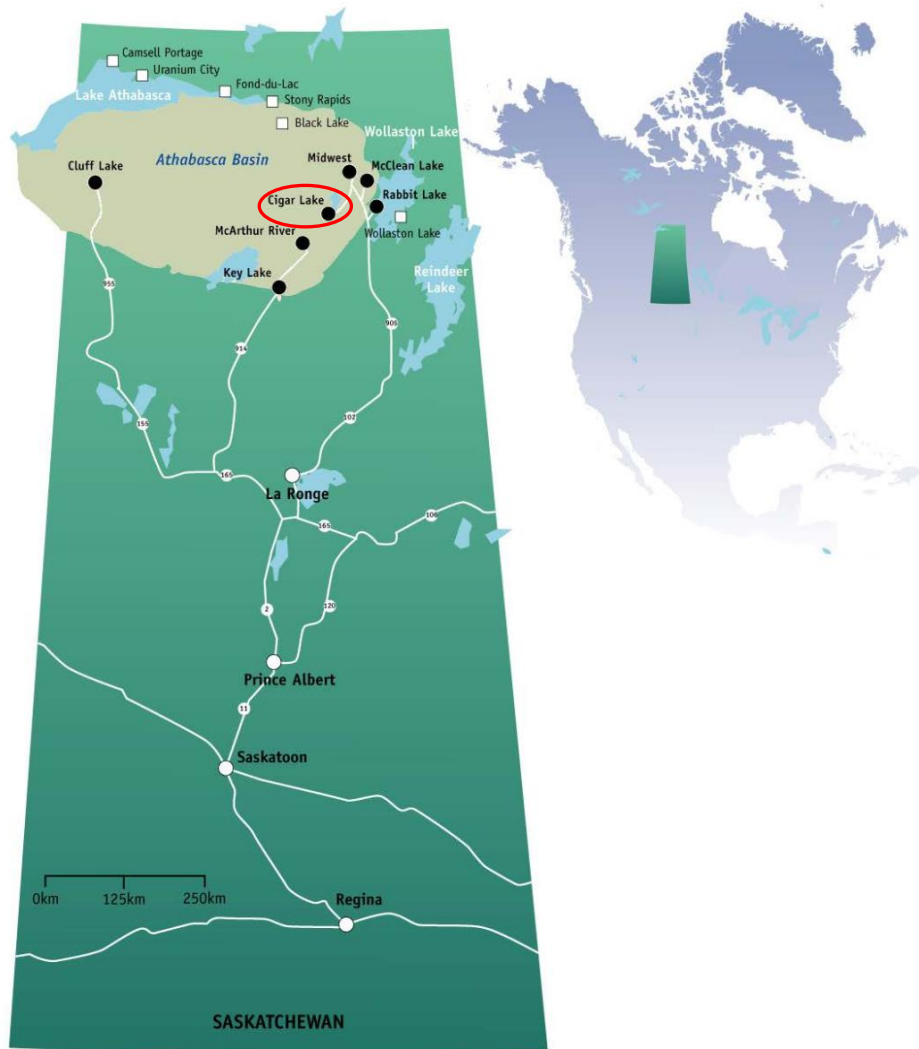 Camsell Portage
Uranium City
Fond-du-Lac
Lake Athabasca
Stony Rapids
Black Lake
Wollaston Lake
Athabasca Basin
Midwest
Cluff Lake
McClean Lake
Cigar Lake
Rabbit Lake
McArthur River
Wollaston Lake
Key Lake
Reindeer
Lake
955
905
914
102
155
165
La Ronge
165
106
2
120
Prince Albert
11
Saskatoon
0km
125km
250km
Regina
SASKATCHEWAN